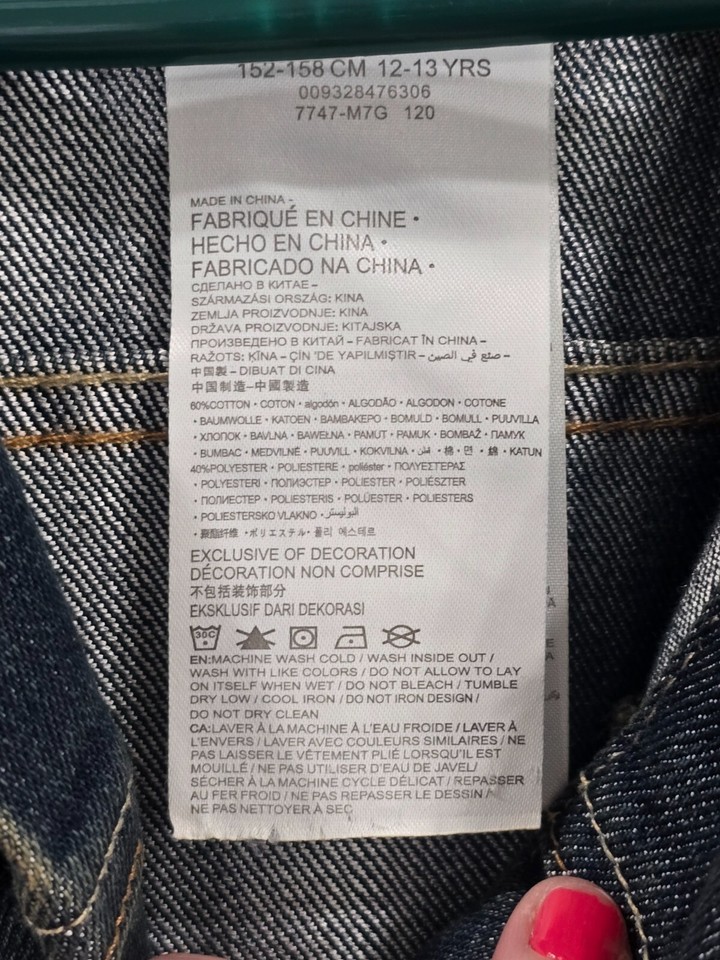 152-158 CM 12-13 YRS
009328476306
7747-M7G 120
MADE IN CHINA -
FABRIQUÉ EN CHINE •
HECHO EN CHINA •
FABRICADO NA CHINA •
СДЕЛАНО В КИТАЕ –
SZÁRMAZÁSI ORSZÁG: KINA
ZEMLJA PROIZVODNJE: KINA
DRŽAVA PROIZVODNJE: KITAJSKA
ПРОИЗВЕДЕНО В КИТАЙ – FABRICAT ÎN CHINA –
RAŽOTS: ĶĪNA – ÇİN 'DE YAPILMIŞTIR – صنع في الصين –
中国製 – DIBUAT DI CINA
中国制造–中國製造
60%COTTON • COTON • algodón • ALGODÃO • ALGODON • COTONE
• BAUMWOLLE • KATOEN • ΒΑΜΒΑΚΕΡΟ • BOMULD • BOMULL • PUUVILLA
• ХЛОПОК • BAVLNA • BAWEŁNA • PAMUT • PAMUK • BOMBAŽ • ПАМУК
• BUMBAC • MEDVILNĖ • PUUVILL • KOKVILNA • قطن • 棉 • 면 • 綿 • KATUN
40%POLYESTER • POLIESTERE • poliéster • ΠΟΛΥΕΣΤΕΡΑΣ
• POLYESTERI • ПОЛИЭСТЕР • POLIESTER • POLIÉSZTER
• ПОЛИЕСТЕР • POLIESTERIS • POLÜESTER • POLIESTERS
• POLIESTERSKO VLAKNO • البوليستر
• 聚酯纤维 •ポリエステル• 폴리 에스테르
EXCLUSIVE OF DECORATION
DÉCORATION NON COMPRISE
不包括装饰部分
EKSKLUSIF DARI DEKORASI
30C
EN:MACHINE WASH COLD / WASH INSIDE OUT /
WASH WITH LIKE COLORS / DO NOT ALLOW TO LAY
ON ITSELF WHEN WET / DO NOT BLEACH / TUMBLE
DRY LOW / COOL IRON / DO NOT IRON DESIGN /
DO NOT DRY CLEAN
CA:LAVER À LA MACHINE À L'EAU FROIDE / LAVER À
L'ENVERS / LAVER AVEC COULEURS SIMILAIRES / NE
PAS LAISSER LE VÊTEMENT PLIÉ LORSQU'IL EST
MOUILLÉ / NE PAS UTILISER D'EAU DE JAVEL/
SÉCHER À LA MACHINE CYCLE DÉLICAT / REPASSER
AU FER FROID / NE PAS REPASSER LE DESSIN /
NE PAS NETTOYER À SEC